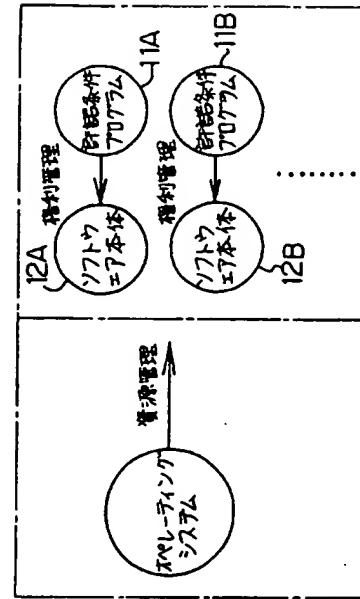 オペレーティング
システム
資源管理
12A
ソフトウ
ェア本体
権利管理
許諾条件
プログラム
11A
12B
ソフトウ
ェア本体
権利管理
許諾条件
プログラム
11B